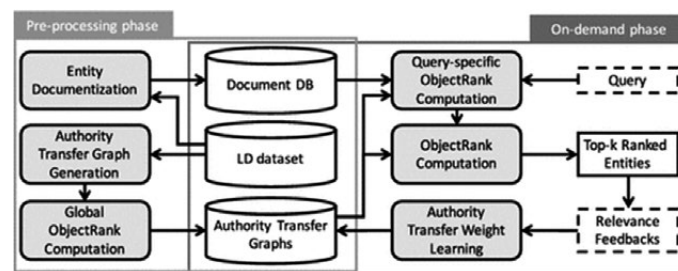 Pre-processing phase
On-demand phase
Entity
Documentization
Document DB
Query-specific
ObjectRank
Computation
Query
Authority
Transfer Graph
Generation
LD dataset
ObjectRank
Computation
Top-k Ranked
Entities
Global
ObjectRank
Computation
Authority Transfer
Graphs
Authority
Transfer Weight
Learning
Relevance
Feedbacks